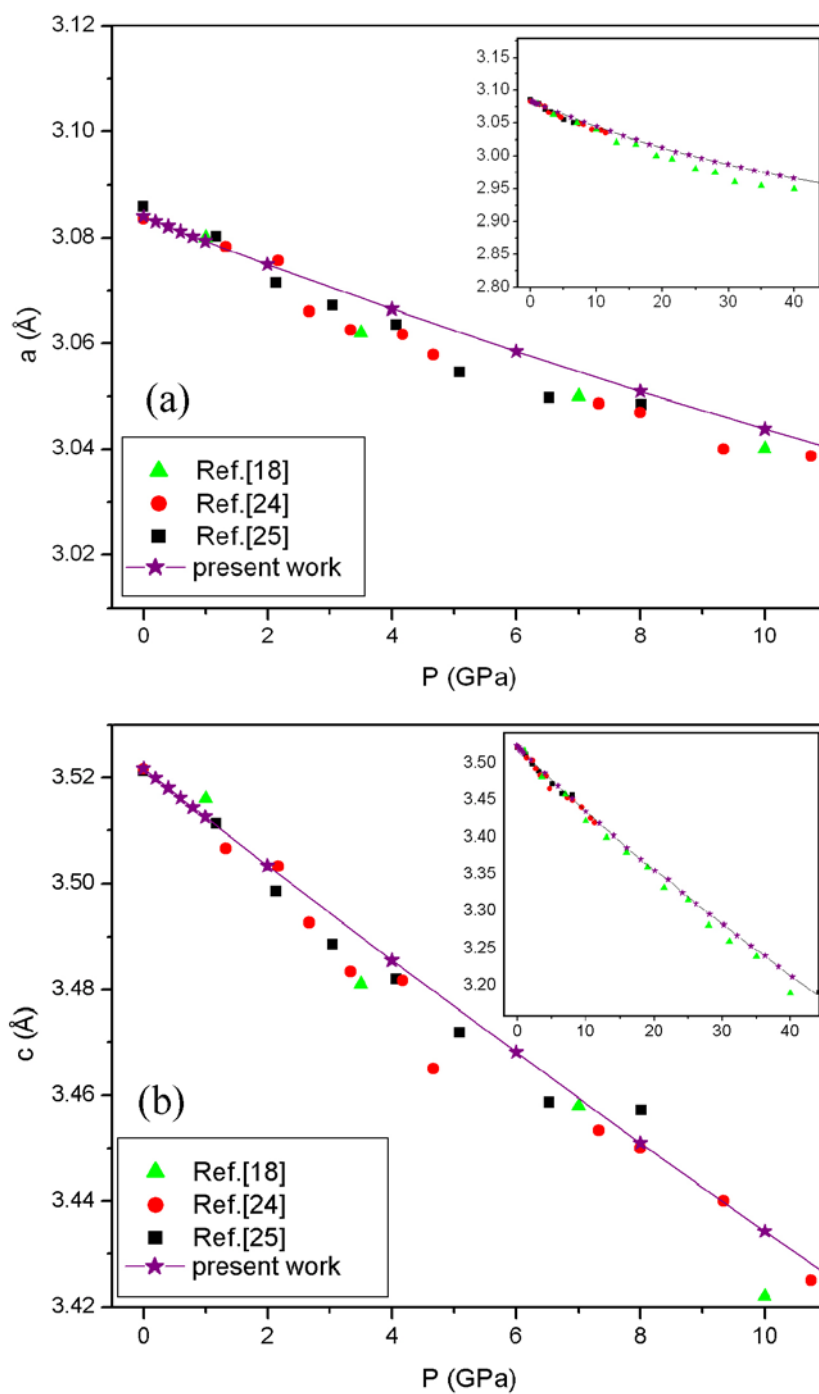 3.12
3.10
3.08
3.06
3.04
3.02
a (Å)
3.15
3.10
3.05
3.00
2.95
2.90
2.85
2.80
0 10 20 30 40
(a)
Ref.[18]
Ref.[24]
Ref.[25]
present work
0 2 4 6 8 10
P (GPa)
3.52
3.50
3.48
3.46
3.44
3.42
c (Å)
3.50
3.45
3.40
3.35
3.30
3.25
3.20
0 10 20 30 40
(b)
Ref.[18]
Ref.[24]
Ref.[25]
present work
0 2 4 6 8 10
P (GPa)